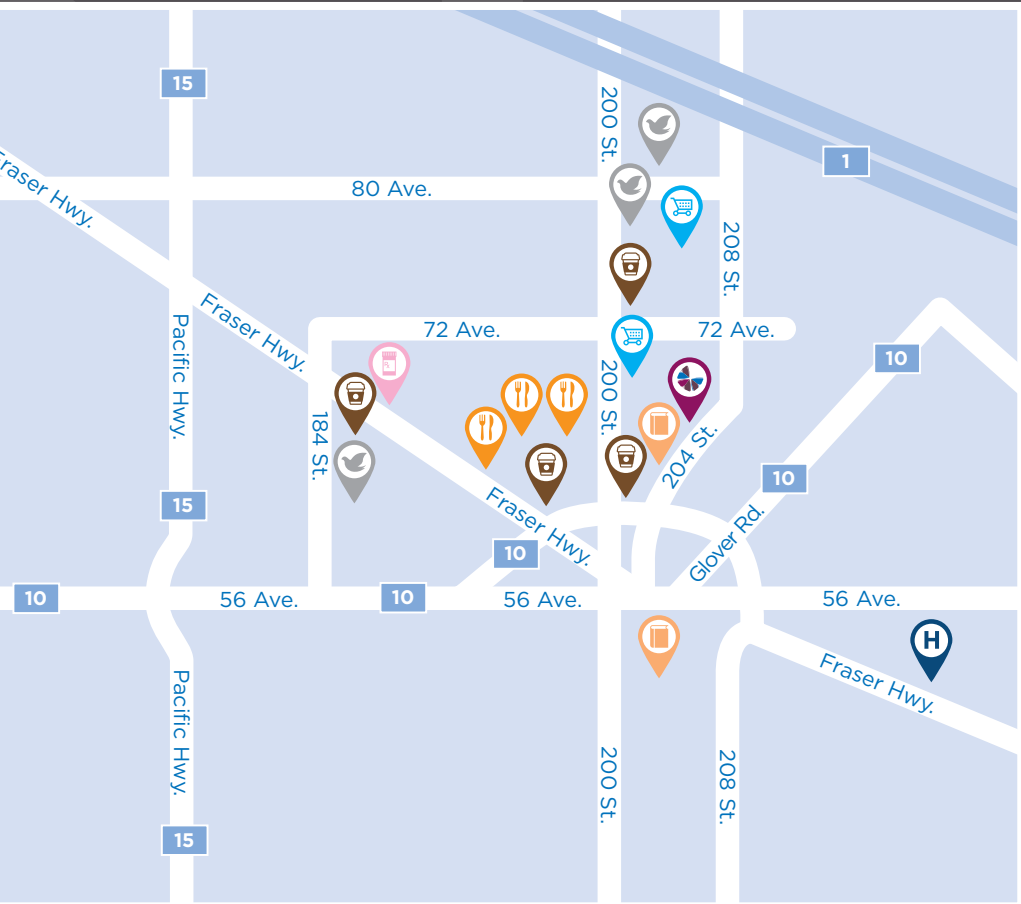 15
200 St.
1
Fraser Hwy.
80 Ave.
208 St.
Fraser Hwy.
Pacific Hwy.
72 Ave.
72 Ave.
10
200 St.
184 St.
204 St.
10
15
Fraser Hwy.
Glover Rd.
10
10
56 Ave.
10
56 Ave.
56 Ave.
H
Fraser Hwy.
Pacific Hwy.
200 St.
208 St.
15